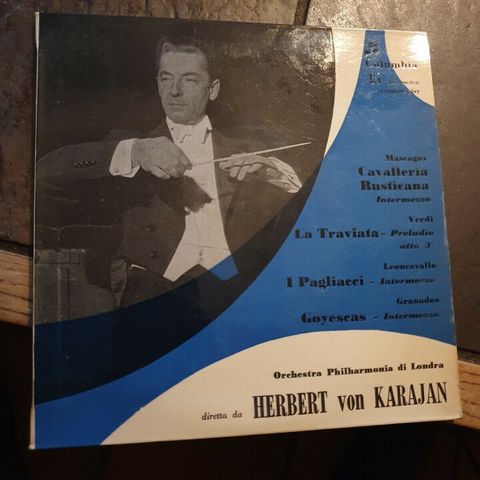 Columbia
Mascagni
Cavalleria
Rusticana
Intermezzo
Verdi
La Traviata - Preludio
atto 3°
Leoncavallo
I Pagliacci - Intermezzo
Granados
Goyescas - Intermezzo
Orchestra Philharmonia di Londra
diretta da HERBERT von KARAJAN